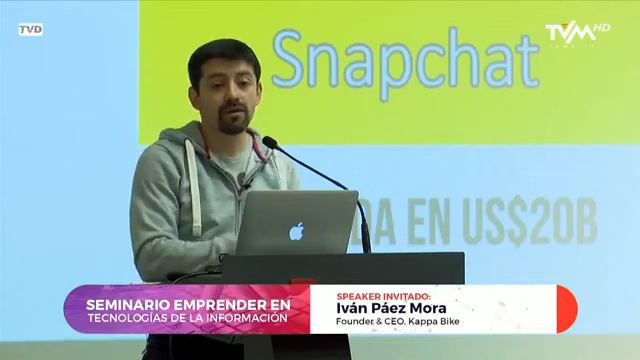 TVD
TVM HD
Snapchat
DA EN US$20B
SEMINARIO EMPRENDER EN
TECNOLOGÍAS DE LA INFORMACIÓN
SPEAKER INVITADO:
Iván Páez Mora
Founder & CEO, Kappa Bike